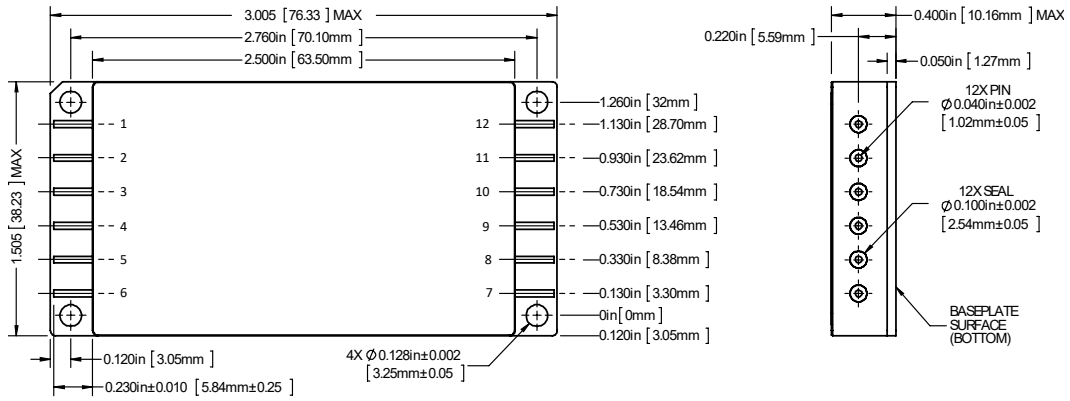 3.005 [76.33] MAX
2.760in [70.10mm]
2.500in [63.50mm]
1.505 [38.23] MAX
1
2
3
4
5
6
12
11
10
9
8
7
1.260in [32mm]
1.130in [28.70mm]
0.930in [23.62mm]
0.730in [18.54mm]
0.530in [13.46mm]
0.330in [8.38mm]
0.130in [3.30mm]
0in [0mm]
0.120in [3.05mm]
0.120in [3.05mm]
0.230in±0.010 [5.84mm±0.25]
4X Ø0.128in±0.002
[3.25mm±0.05]
0.400in [10.16mm] MAX
0.220in [5.59mm]
0.050in [1.27mm]
12X PIN
Ø0.040in±0.002
[1.02mm±0.05]
12X SEAL
Ø0.100in±0.002
[2.54mm±0.05]
BASEPLATE
SURFACE
(BOTTOM)